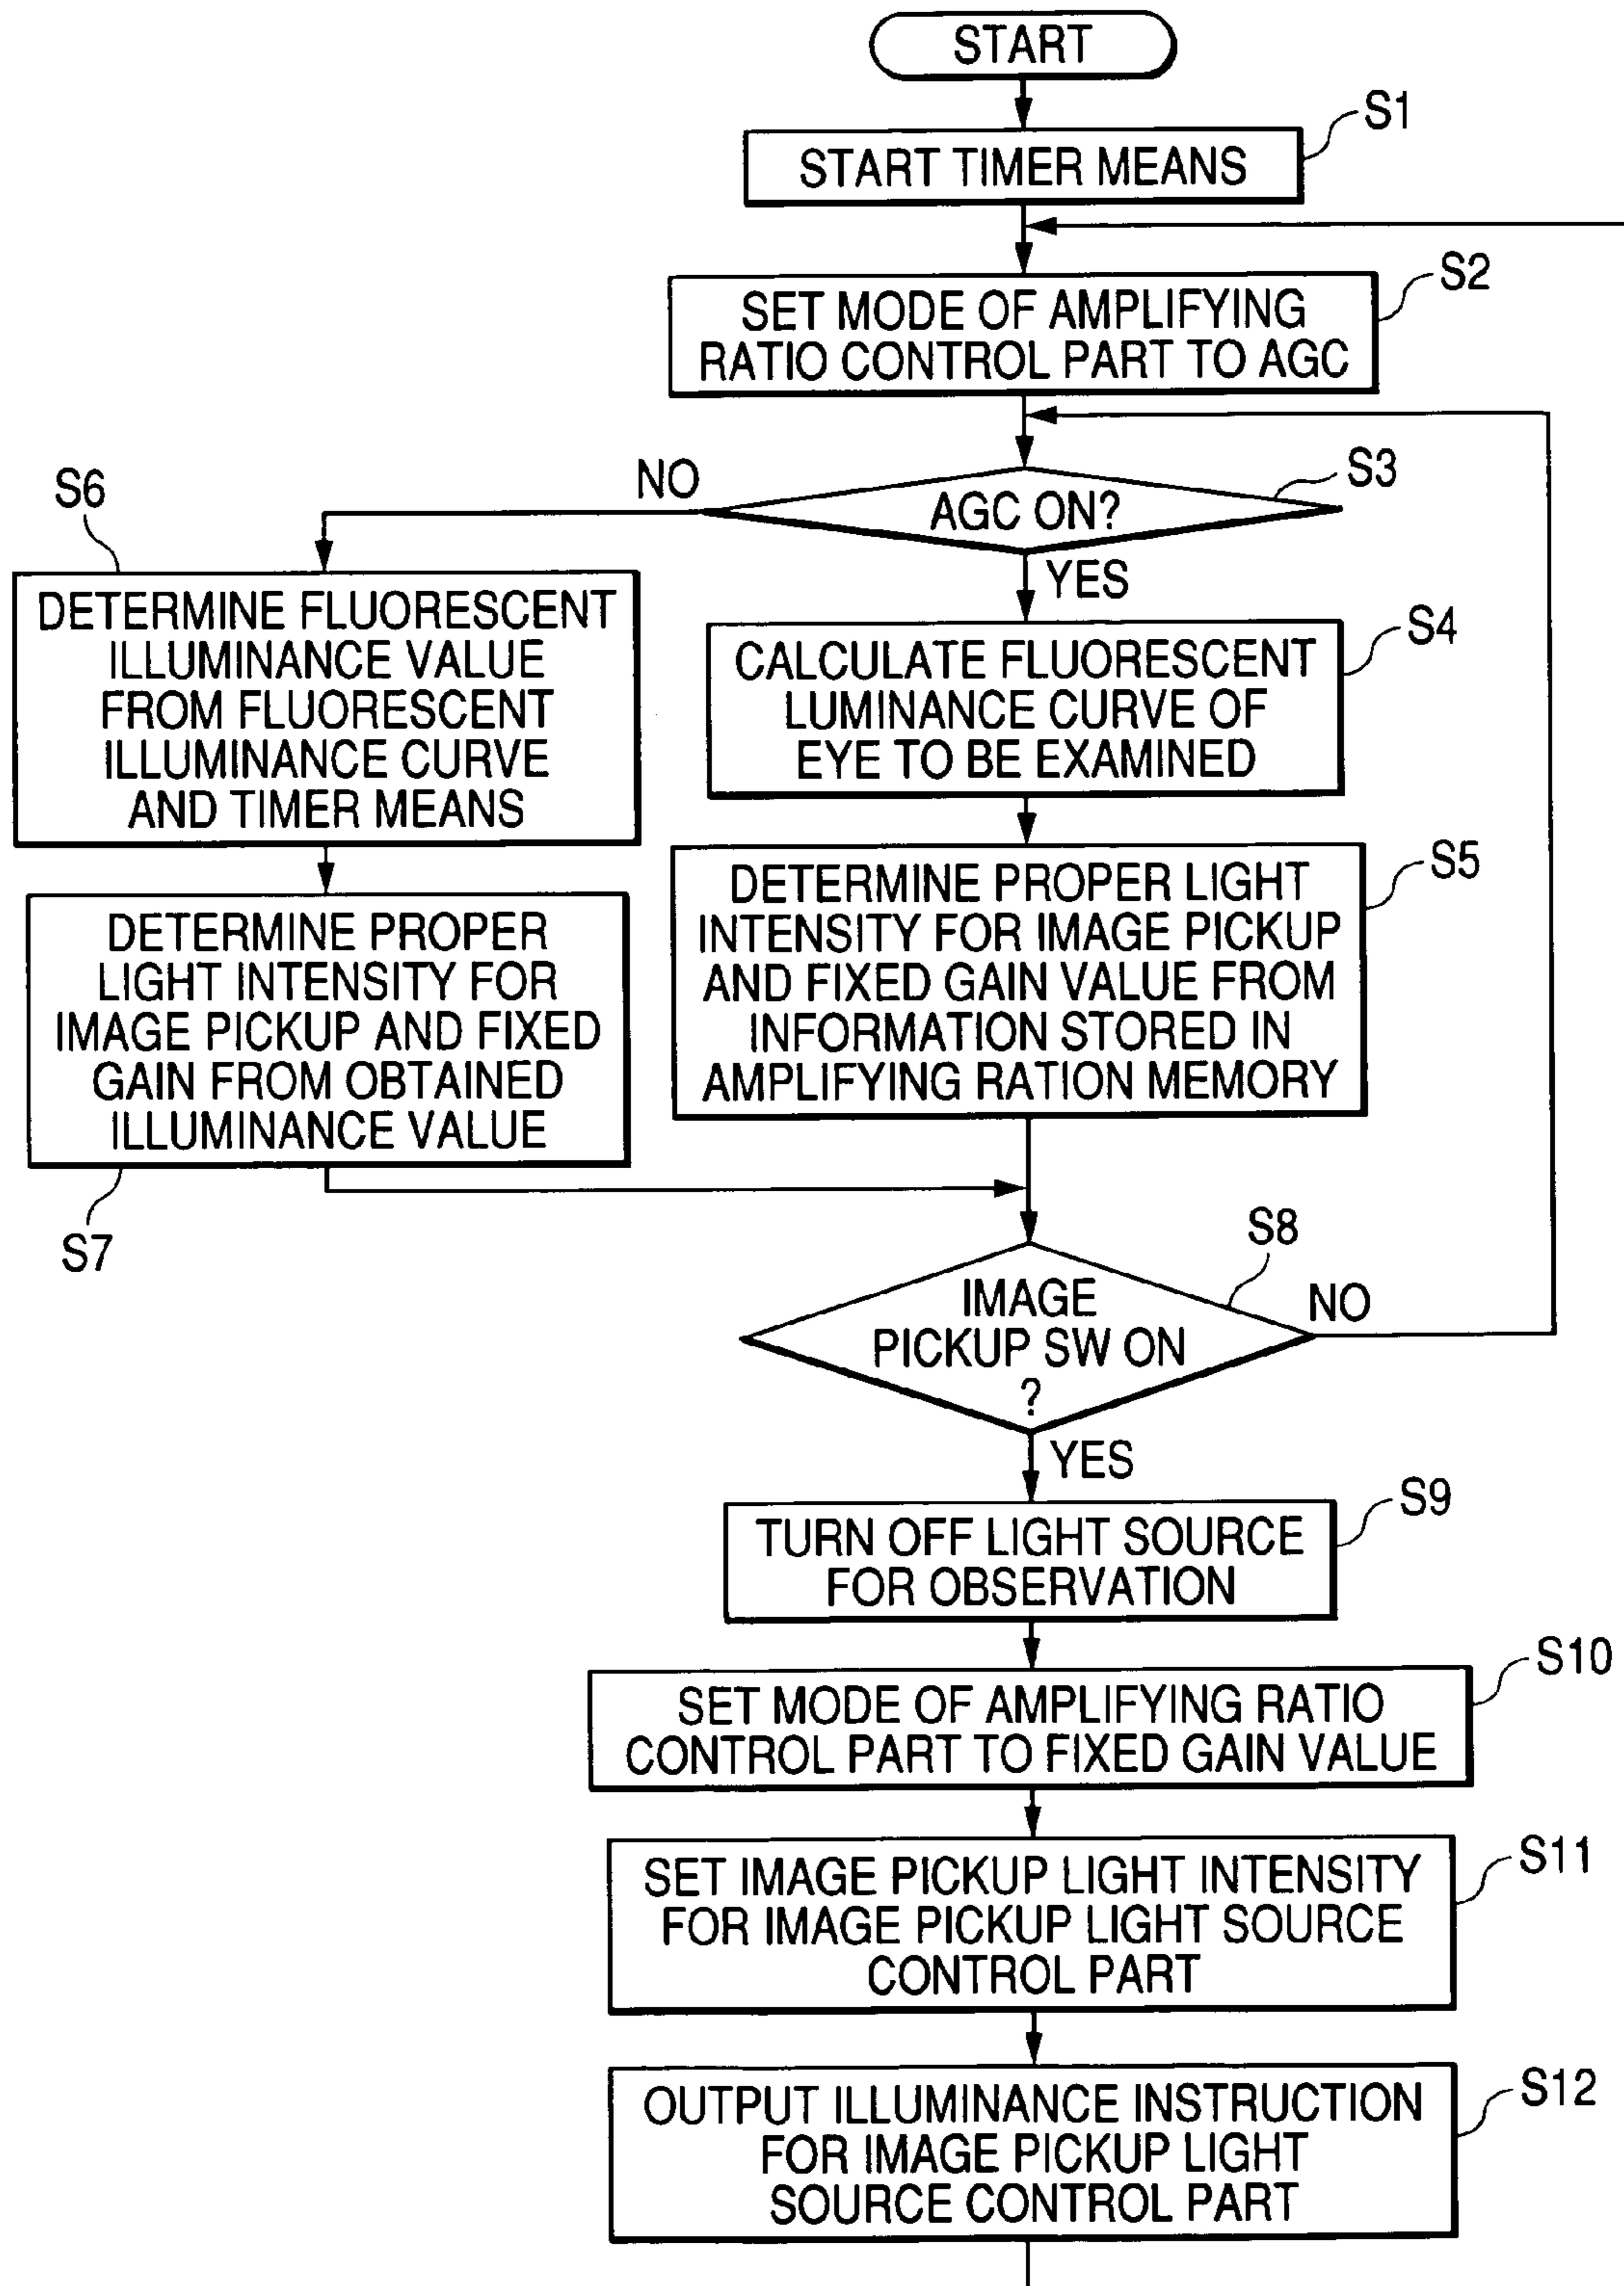 START
S1
START TIMER MEANS
S2
SET MODE OF AMPLIFYING
RATIO CONTROL PART TO AGC
S3
AGC ON?
NO
YES
S6
DETERMINE FLUORESCENT
ILLUMINANCE VALUE
FROM FLUORESCENT
ILLUMINANCE CURVE
AND TIMER MEANS
S4
CALCULATE FLUORESCENT
LUMINANCE CURVE OF
EYE TO BE EXAMINED
S5
DETERMINE PROPER LIGHT
INTENSITY FOR IMAGE PICKUP
AND FIXED GAIN VALUE FROM
INFORMATION STORED IN
AMPLIFYING RATION MEMORY
DETERMINE PROPER
LIGHT INTENSITY FOR
IMAGE PICKUP AND FIXED
GAIN FROM OBTAINED
ILLUMINANCE VALUE
S7
S8
IMAGE
PICKUP SW ON
?
NO
YES
S9
TURN OFF LIGHT SOURCE
FOR OBSERVATION
S10
SET MODE OF AMPLIFYING RATIO
CONTROL PART TO FIXED GAIN VALUE
S11
SET IMAGE PICKUP LIGHT INTENSITY
FOR IMAGE PICKUP LIGHT SOURCE
CONTROL PART
S12
OUTPUT ILLUMINANCE INSTRUCTION
FOR IMAGE PICKUP LIGHT
SOURCE CONTROL PART